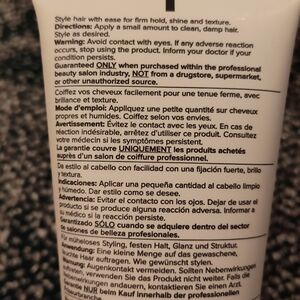 Style hair with ease for firm hold, shine and texture.
Directions: Apply a small amount to clean, damp hair.
Style as desired.
Warning: Avoid contact with eyes. If any adverse reaction
occurs, stop using the product. Inform your doctor if your
condition persists.
Guaranteed ONLY when purchased within the professional
beauty salon industry, NOT from a drugstore, supermarket,
or other unauthorized source.
Coiffez vos cheveux facilement pour une tenue ferme, avec
brillance et texture.
Mode d'emploi: Appliquez une petite quantité sur cheveux
propres et humides. Coiffez selon vos envies.
Avertissement: Évitez le contact avec les yeux. En cas de
réaction indésirable, arrêtez d'utiliser ce produit. Consultez
votre médecin si les symptômes persistent.
La garantie couvre UNIQUEMENT les produits achetés
auprès d'un salon de coiffure professionnel.
Da estilo al cabello con facilidad con una fijación fuerte, brillo
y textura.
Indicaciones: Aplicar una pequeña cantidad al cabello limpio
y húmedo. Dar estilo como se desee.
Advertencia: Evitar el contacto con los ojos. Dejar de usar el
producto si se produce alguna reacción adversa. Informar a
su médico si la reacción persiste.
Garantizado SÓLO cuando se adquiere dentro del sector
de salones de belleza profesionales.
Für müheloses Styling, festen Halt, Glanz und Struktur.
Anwendung: Eine kleine Menge auf das gewaschene,
feuchte Haar auftragen. Wie gewünscht stylen.
Augenkontakt vermeiden. Sollten Nebenwirkungen
auftreten, verwenden Sie das Produkt nicht weiter. Falls
die anhalten, wenden Sie sich an einen Arzt.
Garantie NUR beim Kauf innerhalb der professionellen